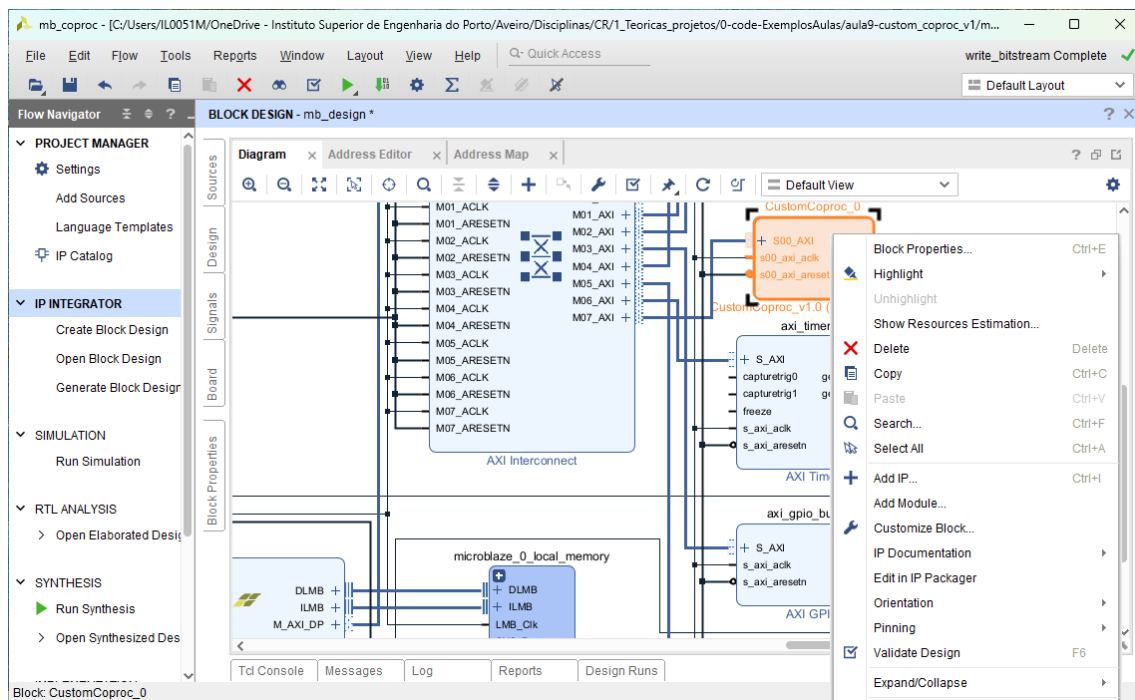 mb_coproc - [C:/Users/IL0051M/OneDrive - Instituto Superior de Engenharia do Porto/Aveiro/Disciplinas/CR/1_Teoricas_projetos/0-code-ExemplosAulas/aula9-custom_coproc_v1/m...
File Edit Flow Tools Reports Window Layout View Help Q- Quick Access write_bitstream Complete
Default Layout
Flow Navigator
BLOCK DESIGN - mb_design *
PROJECT MANAGER
Settings
Add Sources
Language Templates
IP Catalog
IP INTEGRATOR
Create Block Design
Open Block Design
Generate Block Design
SIMULATION
Run Simulation
RTL ANALYSIS
Open Elaborated Desig
SYNTHESIS
Run Synthesis
Open Synthesized Des
Sources
Design
Signals
Board
Block Properties
Diagram Address Editor Address Map
Default View
M01_ACLK
M01_ARESETN
M02_ACLK
M02_ARESETN
M03_ACLK
M03_ARESETN
M04_ACLK
M04_ARESETN
M05_ACLK
M05_ARESETN
M06_ACLK
M06_ARESETN
M07_ACLK
M07_ARESETN
M01_AXI
M02_AXI
M03_AXI
M04_AXI
M05_AXI
M06_AXI
M07_AXI
AXI Interconnect
CustomCoproc_0
S00_AXI
s00_axi_aclk
s00_axi_areset
CustomCoproc_v1.0 (
axi_timer
S_AXI
capturetrig0 ge
capturetrig1 ge
freeze
s_axi_aclk
s_axi_aresetn
AXI Tim
axi_gpio_bu
S_AXI
s_axi_aclk
s_axi_aresetn
AXI GPI
DLMB
ILMB
M_AXI_DP
microblaze_0_local_memory
DLMB
ILMB
LMB_Clk
Block Properties... Ctrl+E
Highlight
Unhighlight
Show Resources Estimation...
Delete Delete
Copy Ctrl+C
Paste Ctrl+V
Search... Ctrl+F
Select All Ctrl+A
Add IP... Ctrl+I
Add Module...
Customize Block...
IP Documentation
Edit in IP Packager
Orientation
Pinning
Validate Design F6
Expand/Collapse
Tcl Console Messages Log Reports Design Runs
Block: CustomCoproc_0